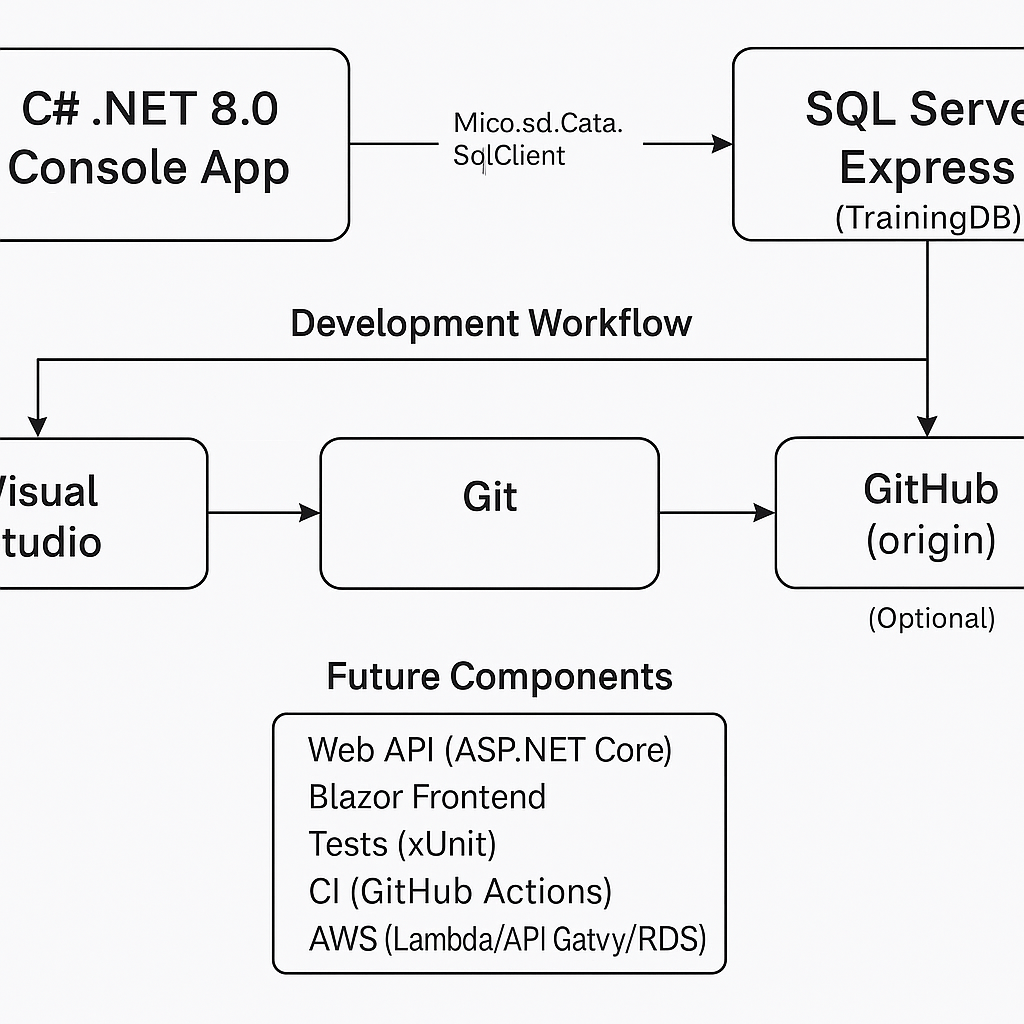 C# .NET 8.0
Console App
Mico.sd.Cata.
SqlClient
SQL Serve
Express
(TrainingDB)
Development Workflow
Visual
tudio
Git
GitHub
(origin)
(Optional)
Future Components
Web API (ASP.NET Core)
Blazor Frontend
Tests (xUnit)
CI (GitHub Actions)
AWS (Lambda/API Gatvy/RDS)